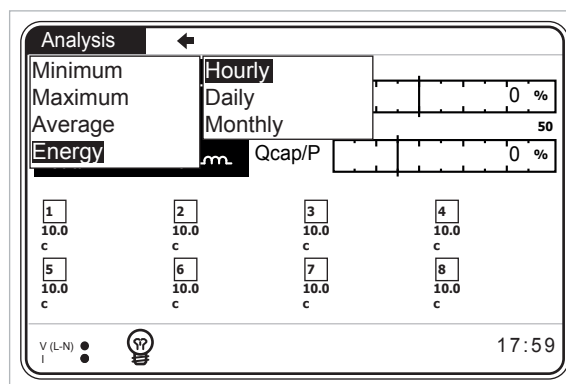 Analysis
Minimum Hourly
Maximum Daily 0 %
Average Monthly 50
Energy Qcap/P 0 %
1 2 3 4
10.0 10.0 10.0 10.0
c c c c
5 6 7 8
10.0 10.0 10.0 10.0
c c c c
V (L-N)
I
17:59